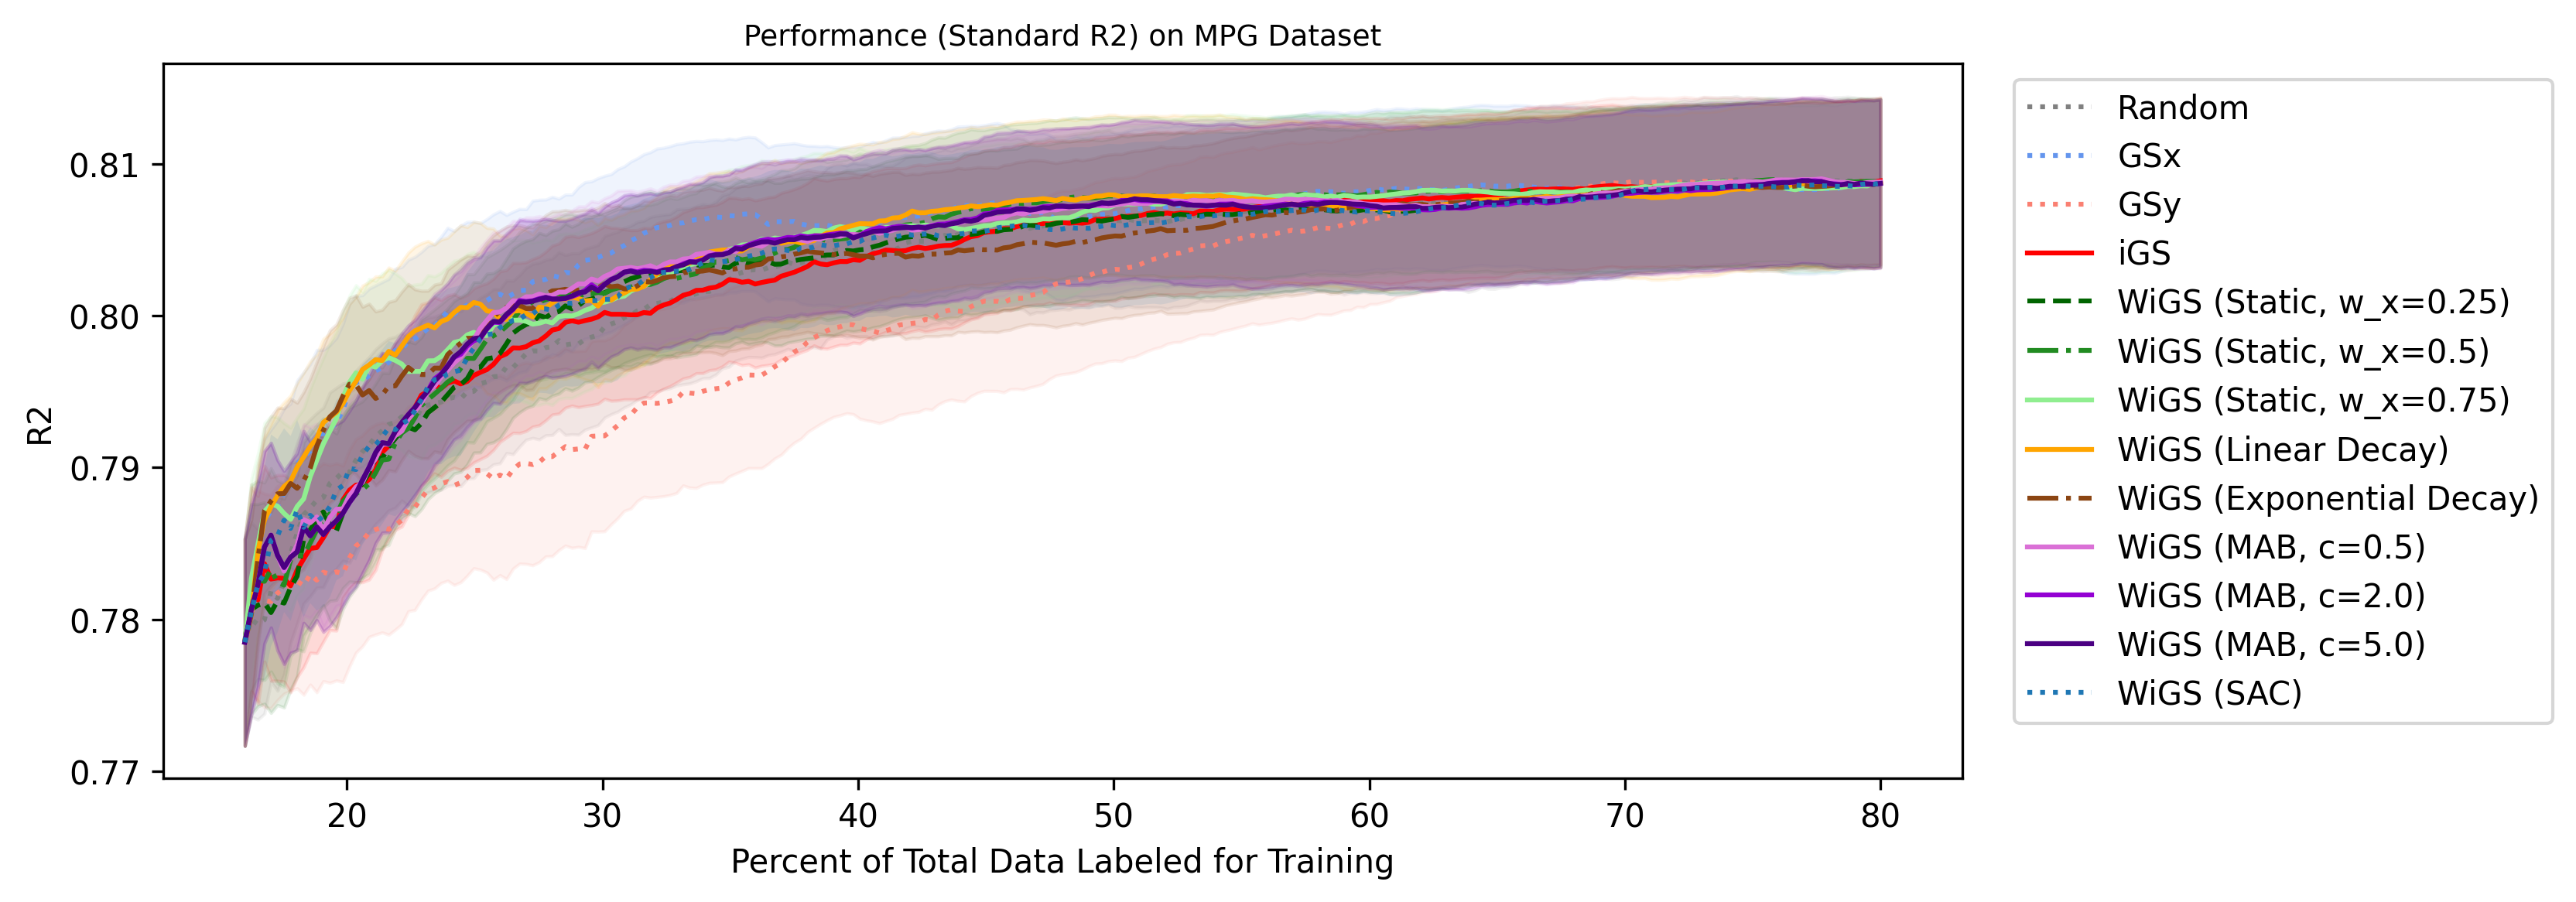 Performance (Standard R2) on MPG Dataset
R2
0.81
0.80
0.79
0.78
0.77
20
30
40
50
60
70
80
Percent of Total Data Labeled for Training
Random
GSx
GSy
iGS
WiGS (Static, w_x=0.25)
WiGS (Static, w_x=0.5)
WiGS (Static, w_x=0.75)
WiGS (Linear Decay)
WiGS (Exponential Decay)
WiGS (MAB, c=0.5)
WiGS (MAB, c=2.0)
WiGS (MAB, c=5.0)
WiGS (SAC)